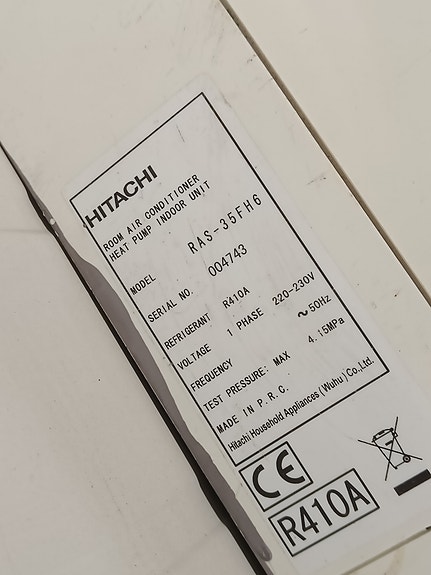 HITACHI
ROOM AIR CONDITIONER
HEAT PUMP INDOOR UNIT
MODEL RAS-35FH6
SERIAL NO. 004743
REFRIGERANT R410A
VOLTAGE 1 PHASE 220-230V
FREQUENCY ~50Hz
TEST PRESSURE: MAX 4.15MPa
MADE IN P.R.C.
Hitachi Household Appliances (Wuhu) Co.,Ltd.
CE
R410A